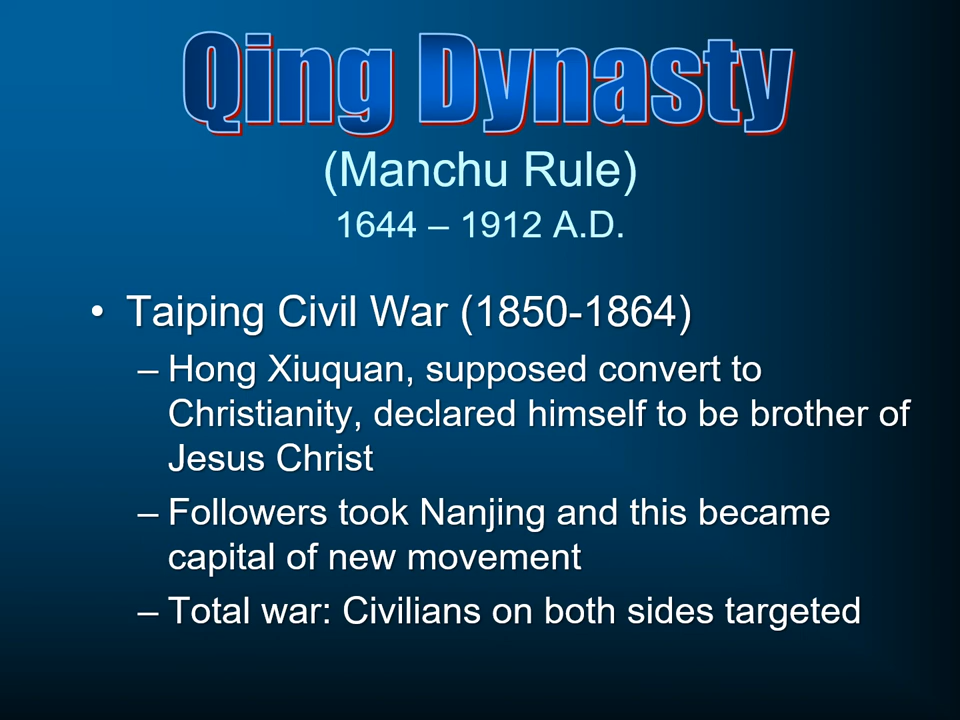 Qing Dynasty
(Manchu Rule)
1644 – 1912 A.D.
• Taiping Civil War (1850-1864)
– Hong Xiuquan, supposed convert to
Christianity, declared himself to be brother of
Jesus Christ
– Followers took Nanjing and this became
capital of new movement
– Total war: Civilians on both sides targeted